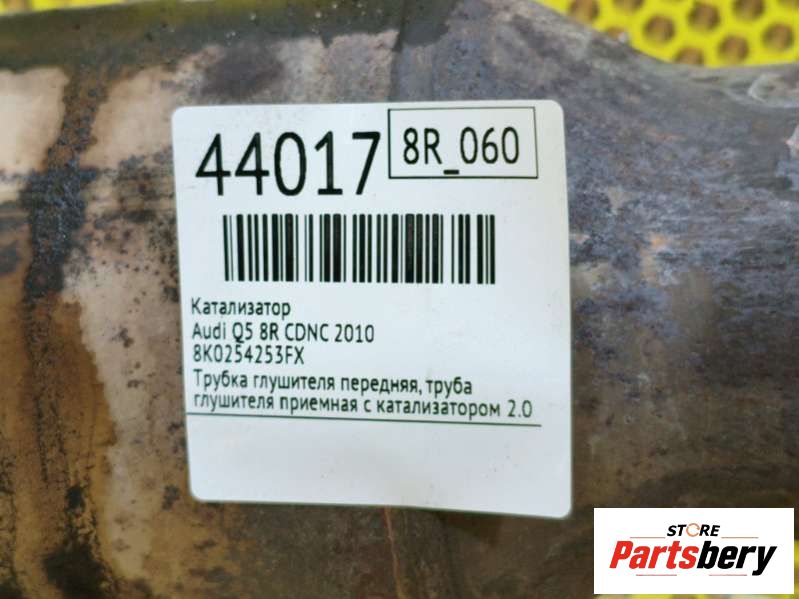 44017
8R_060
Катализатор
Audi Q5 8R CDNC 2010
8K0254253FX
Трубка глушителя передняя, труба
глушителя приемная с катализатором 2.0
STORE
Partsbery